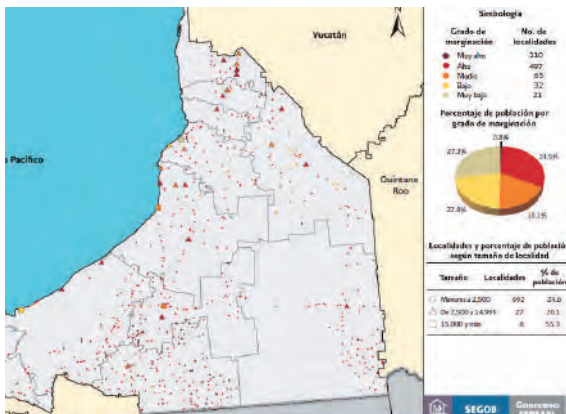 Yucatán
o Pacífico
Quintana
Roo
Simbología
Grado de marginación
No. de localidades
Muy alto
Alto 497
Medio
Bajo 32
Muy bajo 21
Porcentaje de población por
grado de marginación
27.3%
Localidades y porcentaje de población
según tamaño de localidad
Tamaño Localidades % de población
Menores a 2,500 692 24.6
De 2,500 y 14,999 27 20.1
15,000 y más 6 55.3
SEGOB